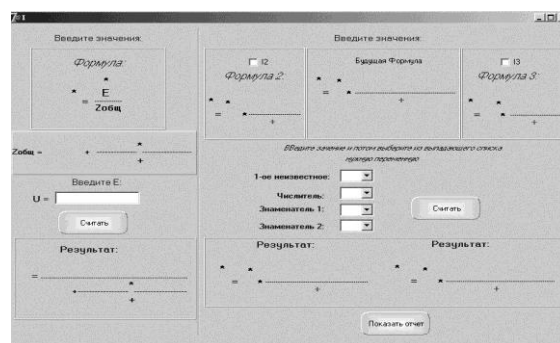 Введите значения:
Формула:
*
* = E
Zобщ
Zобщ = + *
+
Введите E:
U =
Считать
Результат:
=
* *
+
Введите значения:
I2
Формула 2:
* *
= *
+
Будущая Формула
* *
= *
+
I3
Формула 3:
* *
= *
+
ВВедите зачение и потом выберите из выпадающего списка
нужную переменную
1-ое неизвестное:
Числитель:
Знаменатель 1:
Знаменатель 2:
Считать
Результат:
* *
= *
+
Результат:
* *
= *
+
Показать отчет